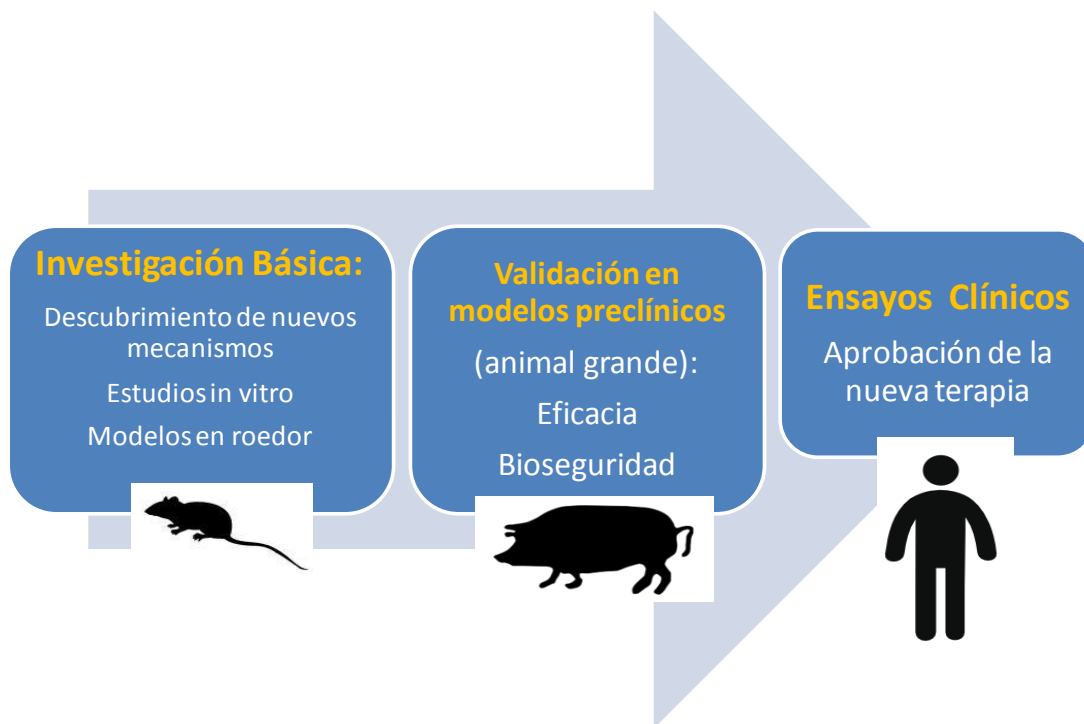 Investigación Básica:
Descubrimiento de nuevos
mecanismos
Estudios in vitro
Modelos en roedor
Validación en
modelos preclínicos
(animal grande):
Eficacia
Bioseguridad
Ensayos Clínicos
Aprobación de la
nueva terapia